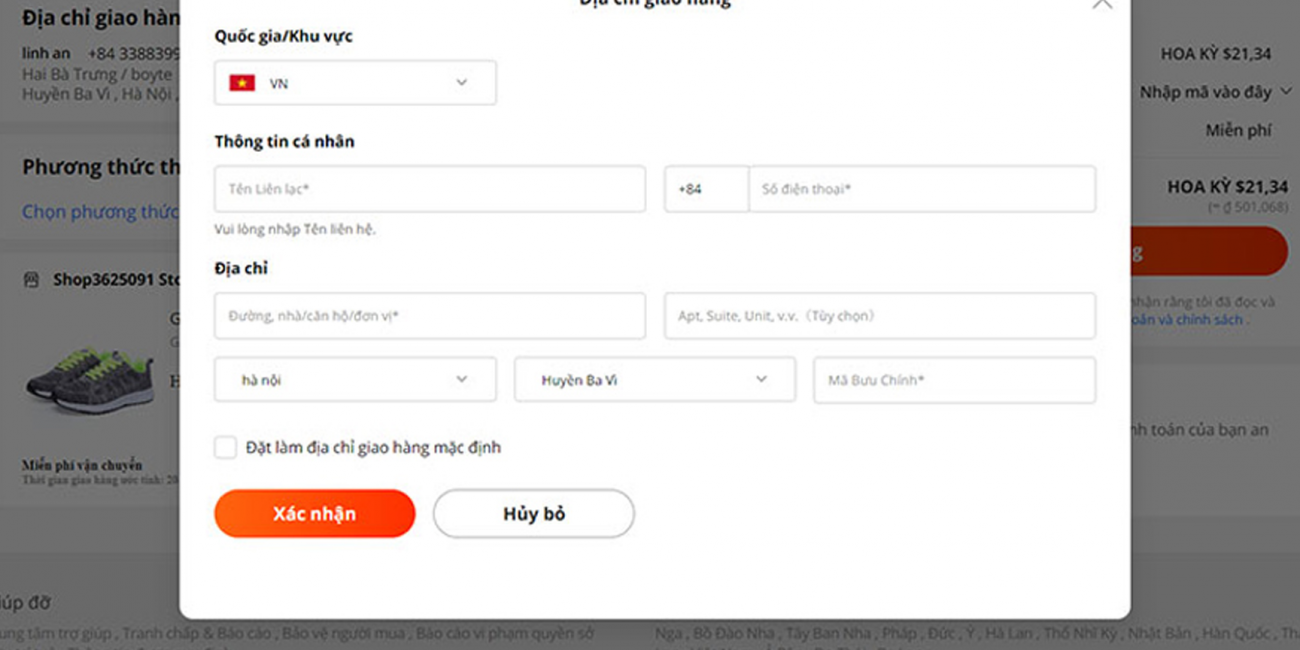 Địa chỉ giao hàng
Địa chỉ giao hàn
linh an +84 3388399
Hai Bà Trưng / boyte
Huyện Ba Vì , Hà Nội ,
Phương thức th
Chọn phương thức
Shop3625091 Sto
G
G
H
Miễn phí vận chuyển
Thời gian giao hàng ước tính: 20
Quốc gia/Khu vực
VN
Thông tin cá nhân
Tên Liên lạc*
+84
Số điện thoại*
Vui lòng nhập Tên liên hệ.
Địa chỉ
Đường, nhà/căn hộ/đơn vị*
Apt, Suite, Unit, v.v. (Tùy chọn)
hà nội
Huyện Ba Vì
Mã Bưu Chính*
Đặt làm địa chỉ giao hàng mặc định
Xác nhận
Hủy bỏ
HOA KỲ $21,34
Nhập mã vào đây
Miễn phí
HOA KỲ $21,34
(≈ ₫ 501,068)
g
nhận rằng tôi đã đọc và
oản và chính sách .
nh toán của bạn an
iúp đỡ
ung tâm trợ giúp , Tranh chấp & Báo cáo , Bảo vệ người mua , Báo cáo vi phạm quyền sở
Nga , Bồ Đào Nha , Tây Ban Nha , Pháp , Đức , Ý , Hà Lan , Thổ Nhĩ Kỳ , Nhật Bản , Hàn Quốc , Th